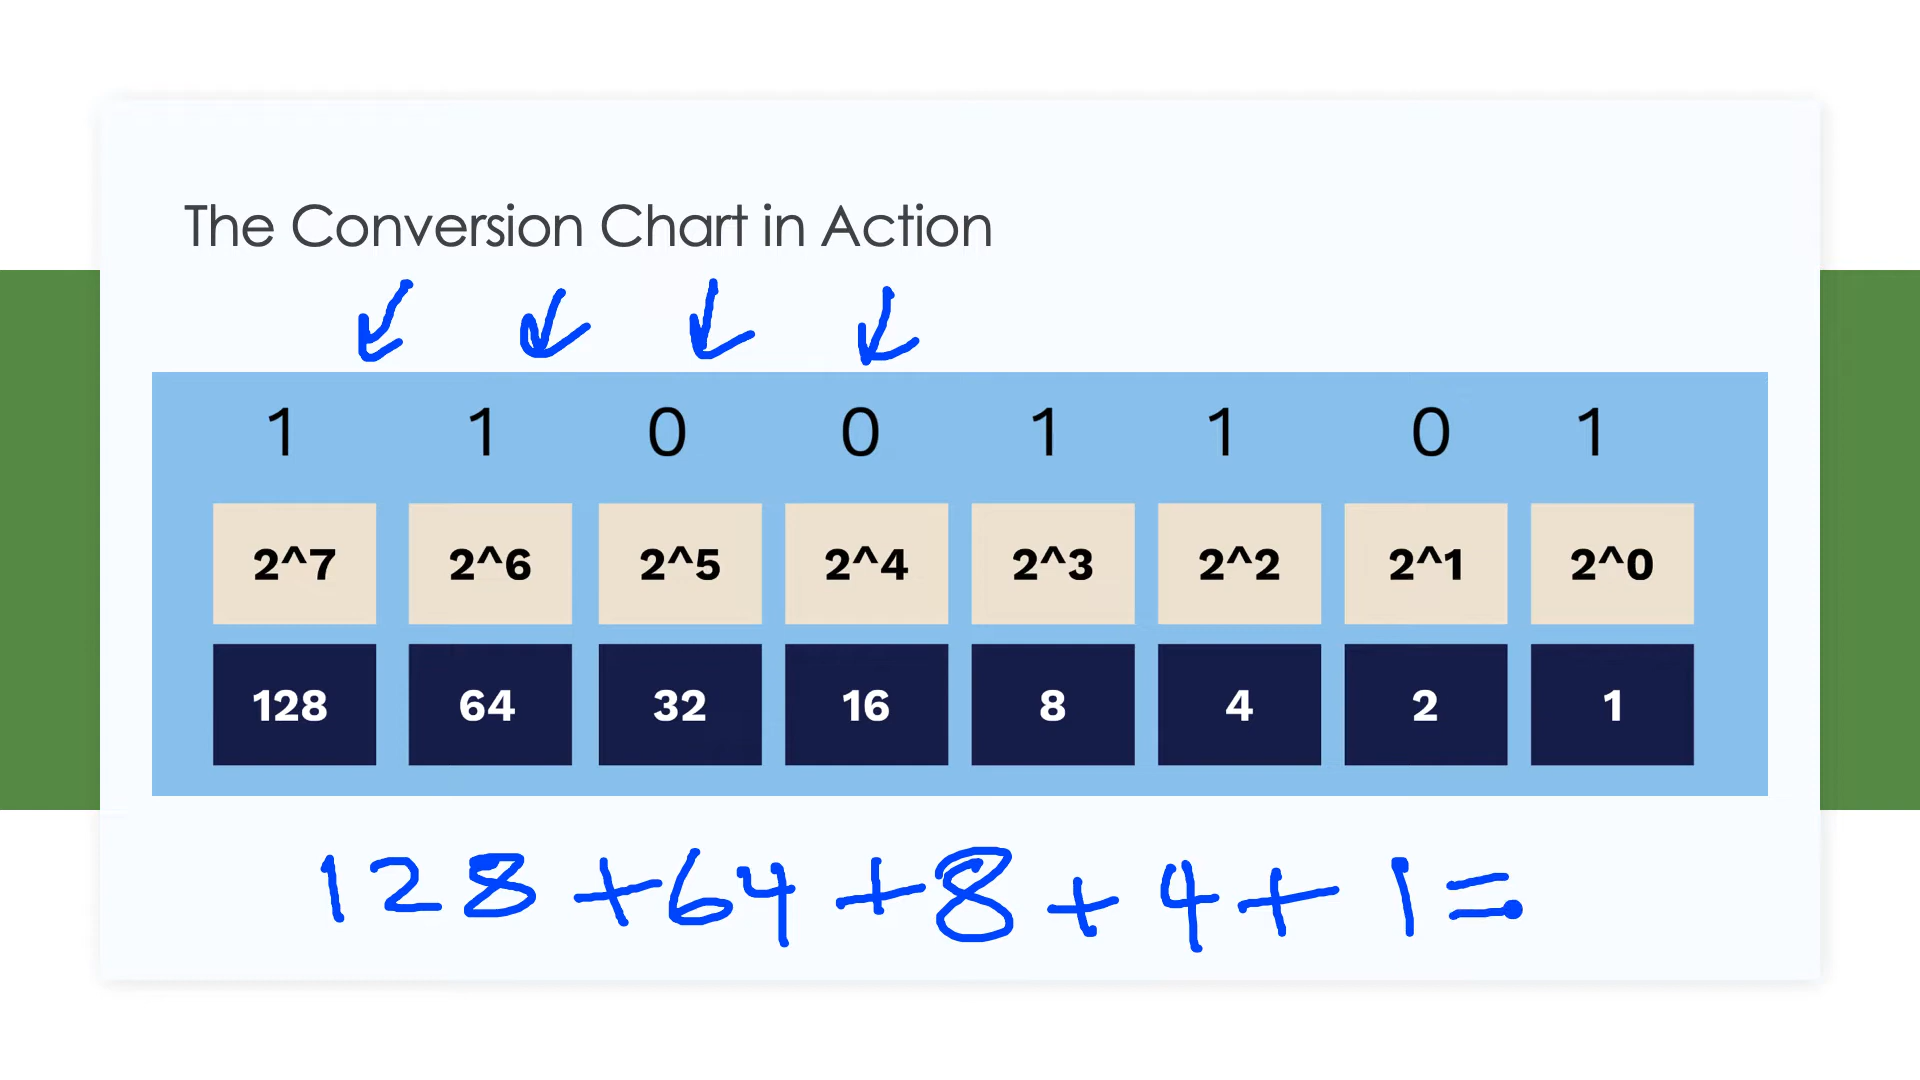 The Conversion Chart in Action
1 1 0 0 1 1 0 1
2^7 2^6 2^5 2^4 2^3 2^2 2^1 2^0
128 64 32 16 8 4 2 1
128 + 64 + 8 + 4 + 1 =